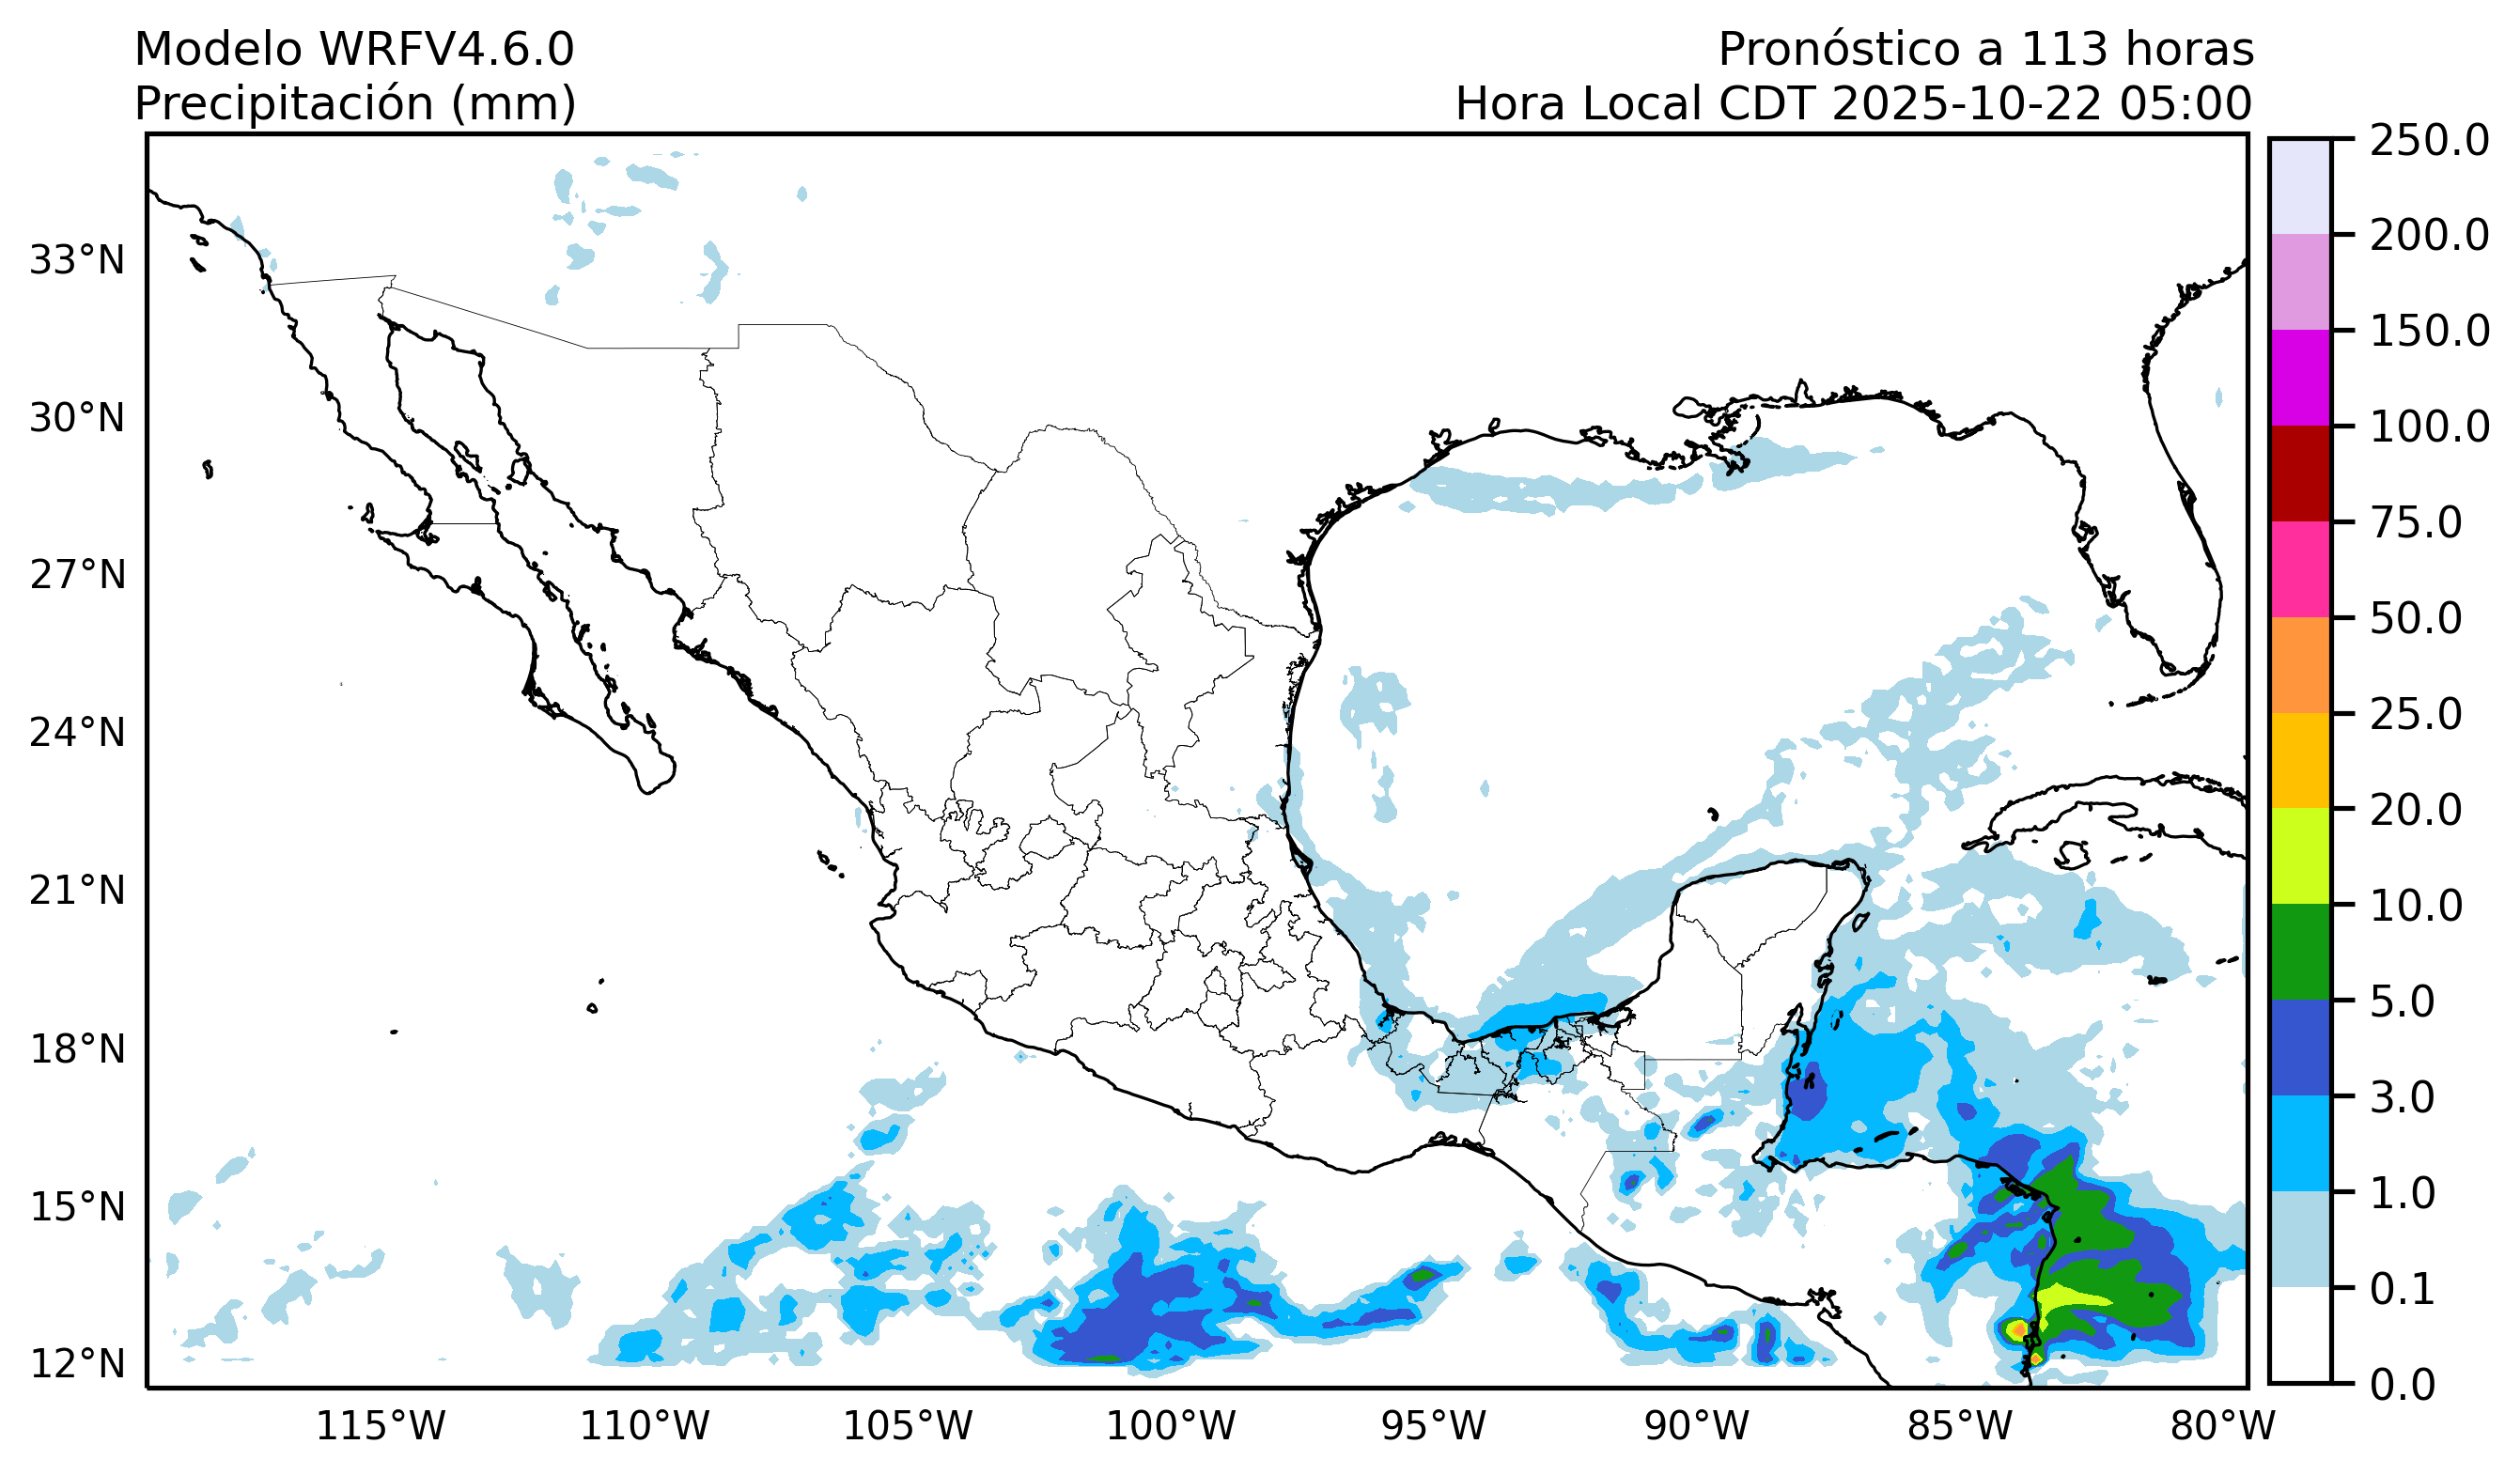 Modelo WRFV4.6.0
Precipitación (mm)
Pronóstico a 113 horas
Hora Local CDT 2025-10-22 05:00
33°N
30°N
27°N
24°N
21°N
18°N
15°N
12°N
115°W
110°W
105°W
100°W
95°W
90°W
85°W
80°W
250.0
200.0
150.0
100.0
75.0
50.0
25.0
20.0
10.0
5.0
3.0
1.0
0.1
0.0